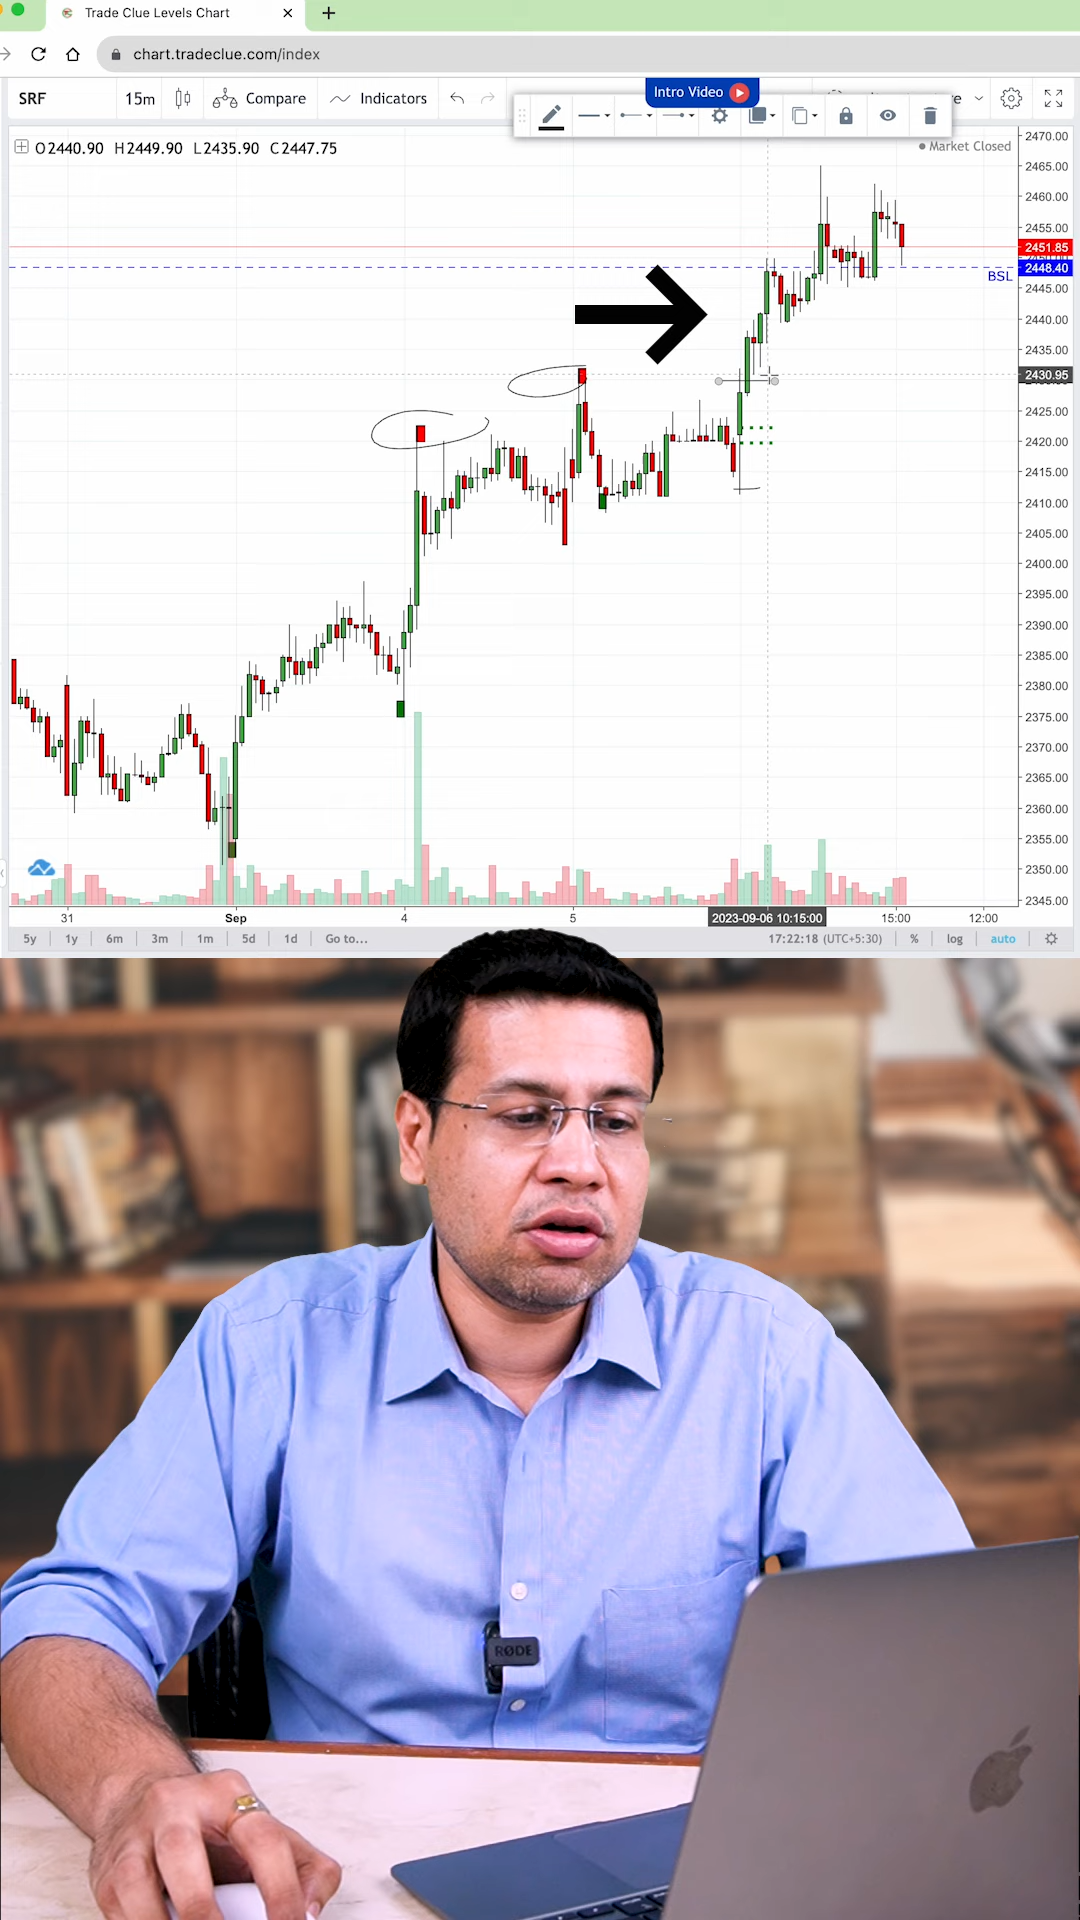 Trade Clue Levels Chart
chart.tradeclue.com/index
SRF 15m Compare Indicators
Intro Video
O2440.90 H2449.90 L2435.90 C2447.75
Market Closed
2470.00
2465.00
2460.00
2455.00
2451.85
2448.40
BSL
2445.00
2440.00
2435.00
2430.95
2425.00
2420.00
2415.00
2410.00
2405.00
2400.00
2395.00
2390.00
2385.00
2380.00
2375.00
2370.00
2365.00
2360.00
2355.00
2350.00
2345.00
31 Sep 4 5 2023-09-06 10:15:00 15:00 12:00
5y 1y 6m 3m 1m 5d 1d Go to... 17:22:18 (UTC+5:30) % log auto
RØDE